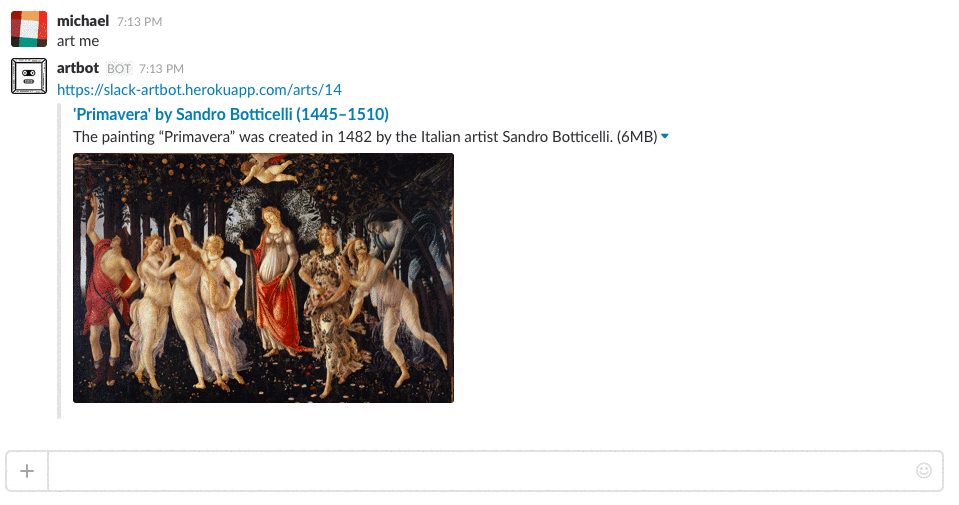 michael 7:13 PM
art me
artbot BOT 7:13 PM
https://slack-artbot.herokuapp.com/arts/14
'Primavera' by Sandro Botticelli (1445–1510)
The painting “Primavera” was created in 1482 by the Italian artist Sandro Botticelli. (6MB)